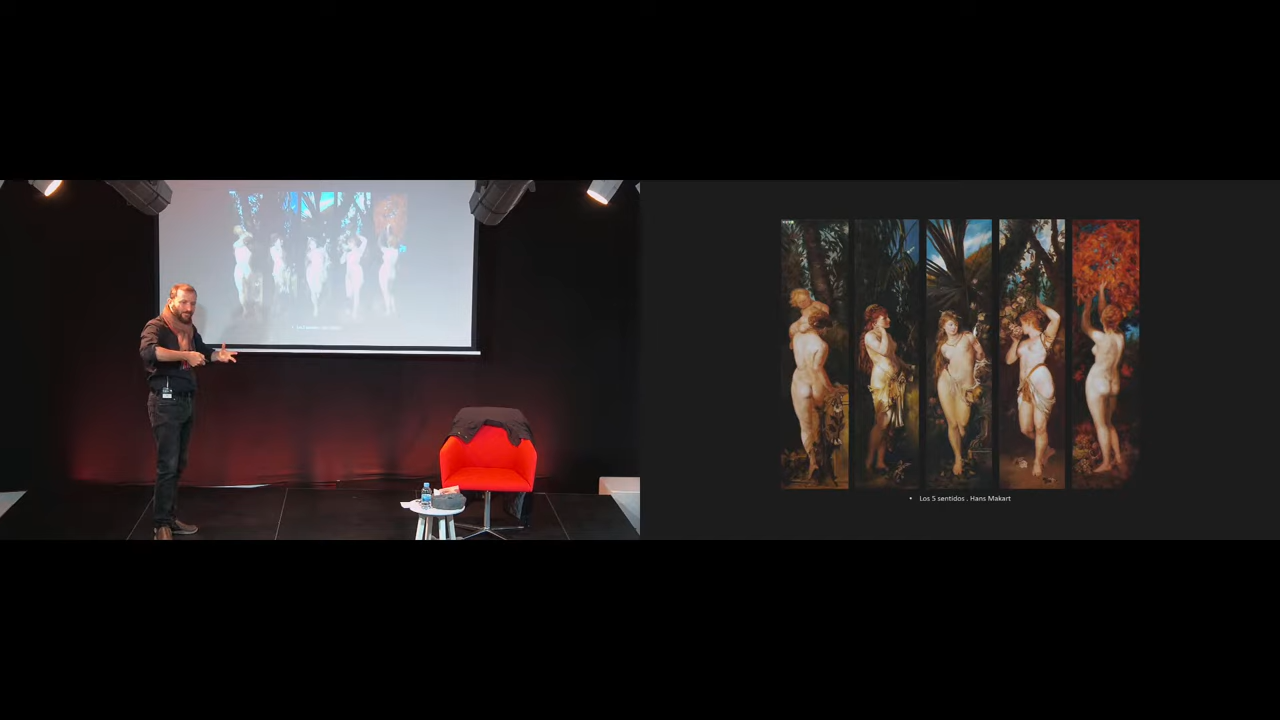 • Los 5 sentidos . Hans Makart